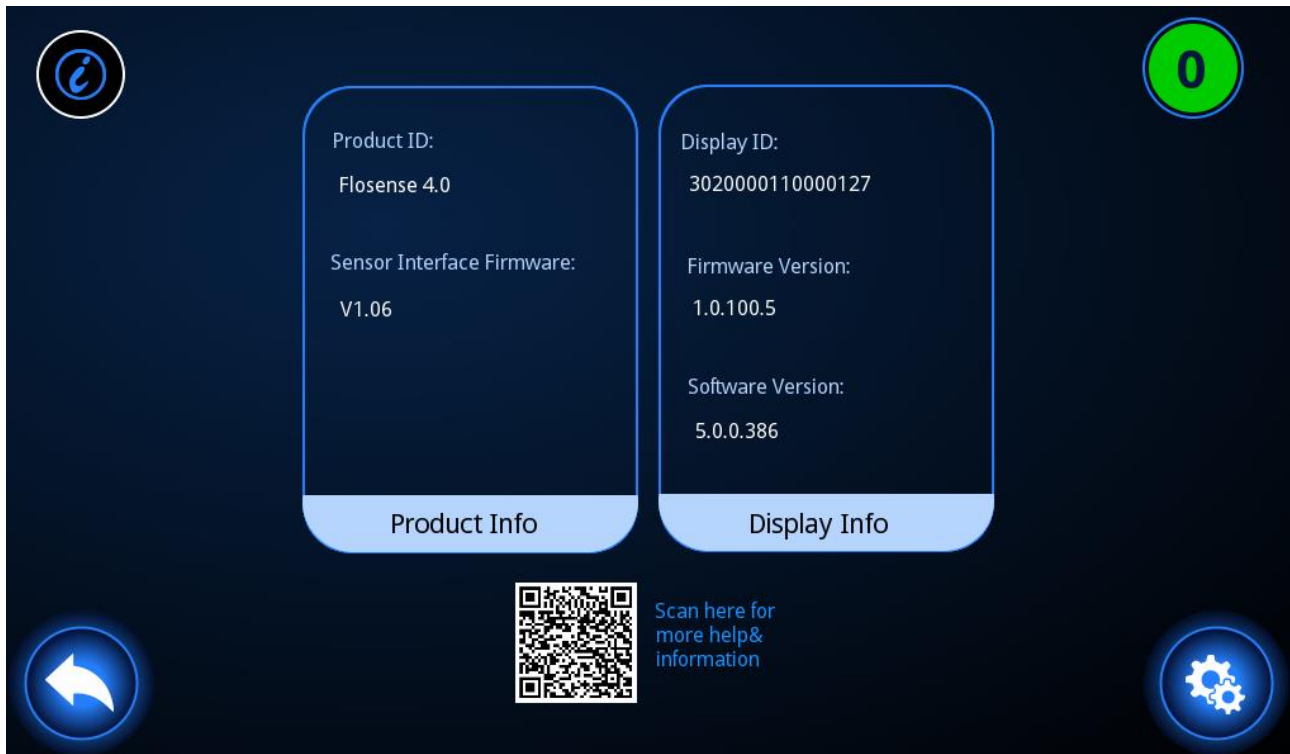 i
0
Product ID:
Flosense 4.0
Sensor Interface Firmware:
V1.06
Product Info
Display ID:
3020000110000127
Firmware Version:
1.0.100.5
Software Version:
5.0.0.386
Display Info
Scan here for
more help&
information